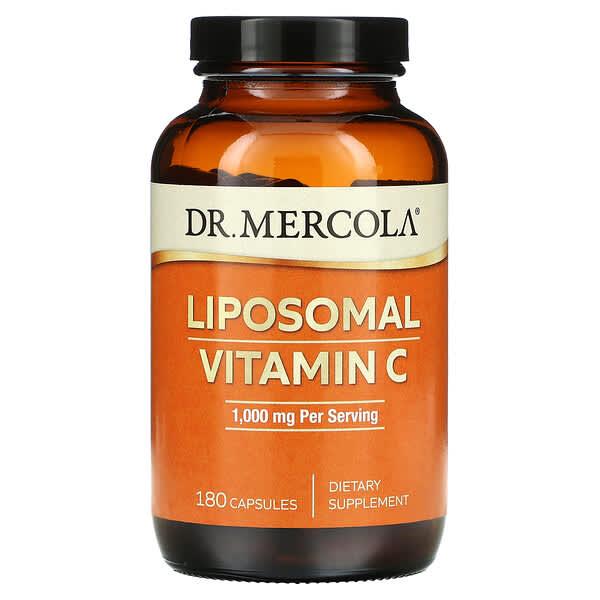 DR. MERCOLA®
LIPOSOMAL
VITAMIN C
1,000 mg Per Serving
180 CAPSULES
DIETARY
SUPPLEMENT